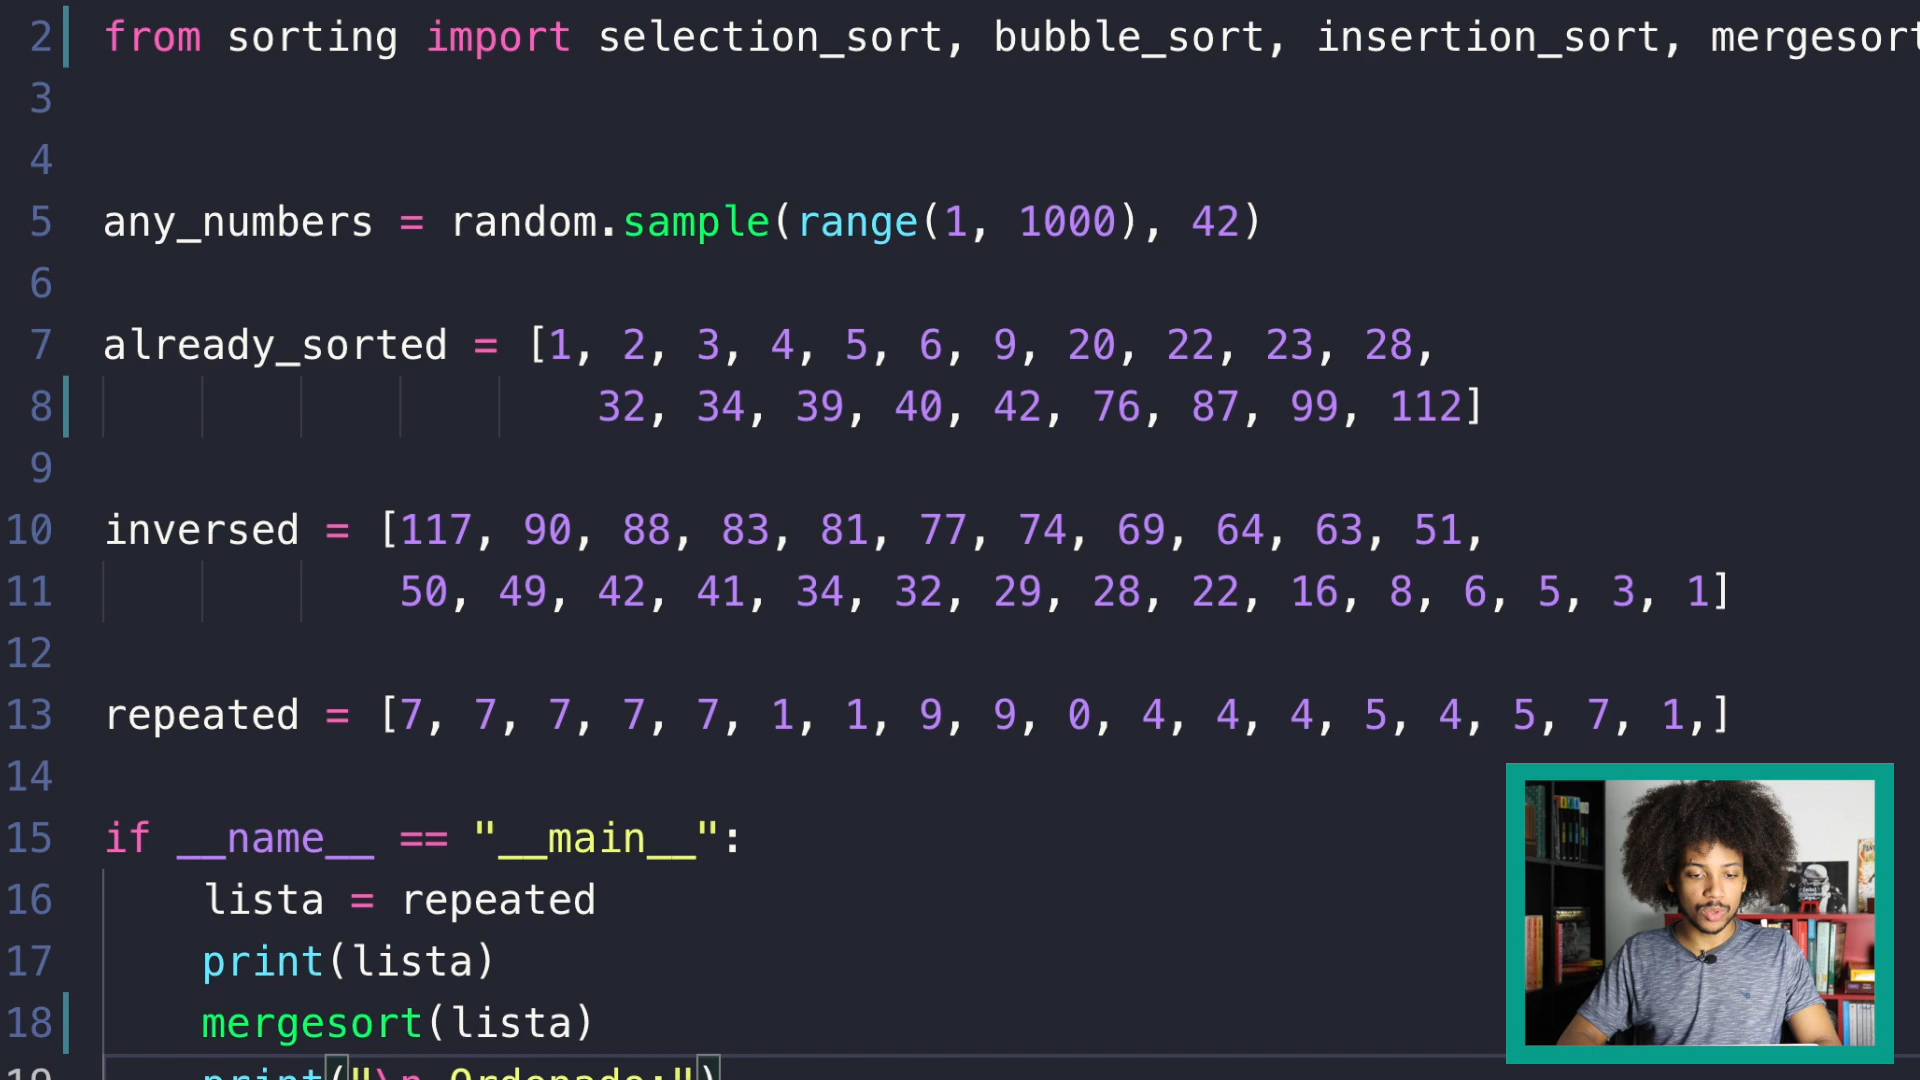 2 from sorting import selection_sort, bubble_sort, insertion_sort, mergesort
3
4
5 any_numbers = random.sample(range(1, 1000), 42)
6
7 already_sorted = [1, 2, 3, 4, 5, 6, 9, 20, 22, 23, 28,
8 32, 34, 39, 40, 42, 76, 87, 99, 112]
9
10 inversed = [117, 90, 88, 83, 81, 77, 74, 69, 64, 63, 51,
11 50, 49, 42, 41, 34, 32, 29, 28, 22, 16, 8, 6, 5, 3, 1]
12
13 repeated = [7, 7, 7, 7, 7, 1, 1, 9, 9, 0, 4, 4, 4, 5, 4, 5, 7, 1,]
14
15 if __name__ == "__main__":
16 lista = repeated
17 print(lista)
18 mergesort(lista)
19 print("\n Ordenado:")